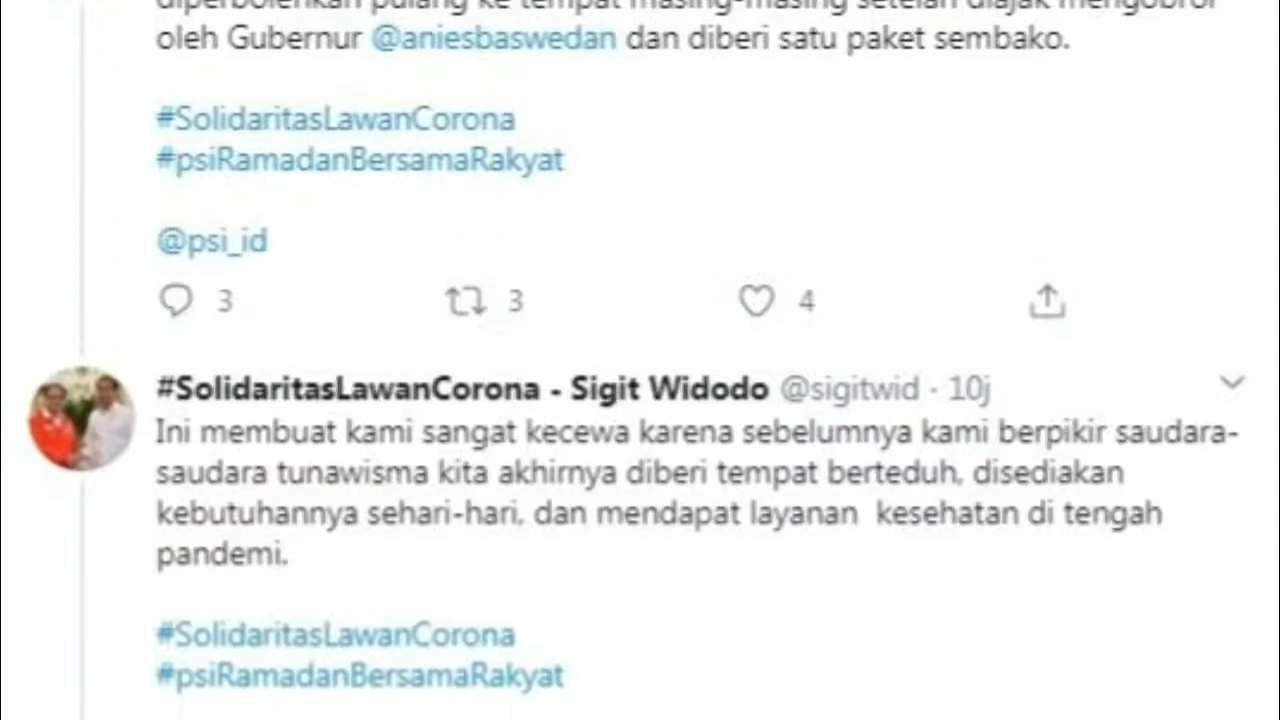 diperbolehkan pulang ke tempat masing-masing setelah diajak mengobrol
oleh Gubernur @aniesbaswedan dan diberi satu paket sembako.
#SolidaritasLawanCorona
#psiRamadanBersamaRakyat
@psi_id
3 3 4
#SolidaritasLawanCorona - Sigit Widodo @sigitwid · 10j
Ini membuat kami sangat kecewa karena sebelumnya kami berpikir saudara-
saudara tunawisma kita akhirnya diberi tempat berteduh, disediakan
kebutuhannya sehari-hari, dan mendapat layanan kesehatan di tengah
pandemi.
#SolidaritasLawanCorona
#psiRamadanBersamaRakyat